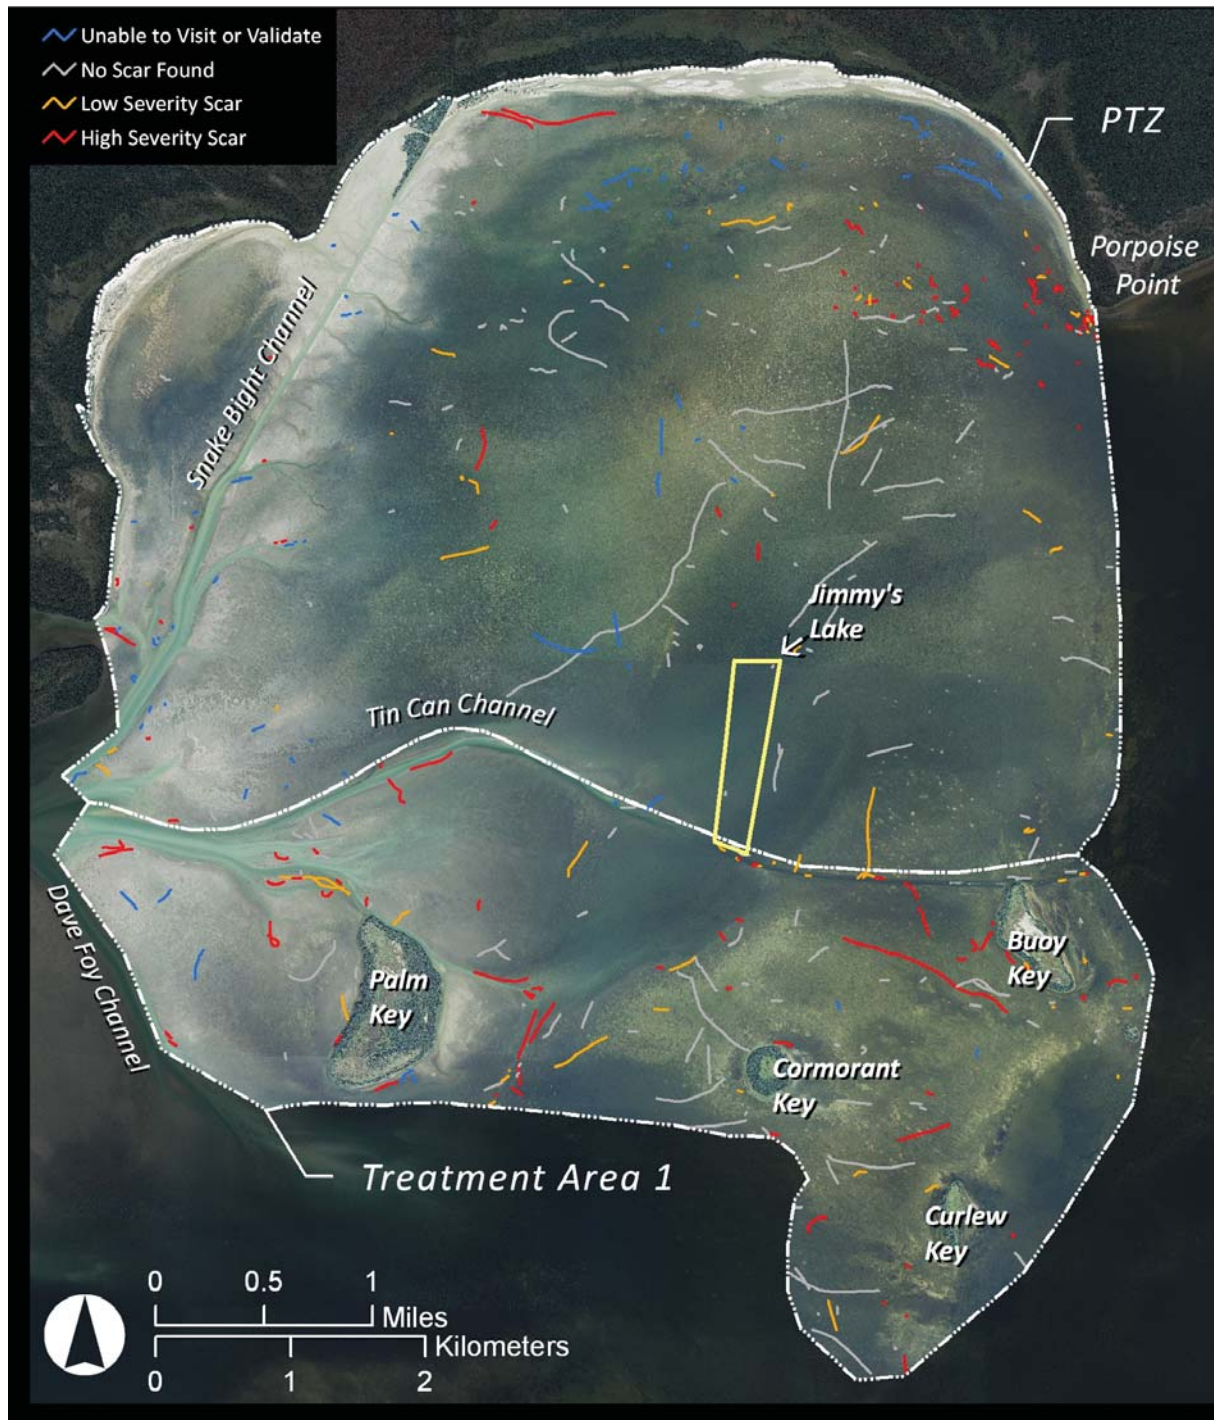 Unable to Visit or Validate
No Scar Found
Low Severity Scar
High Severity Scar
PTZ
Porpoise
Point
Snake Bight Channel
Jimmy's
Lake
Tin Can Channel
Dave Foy Channel
Buoy
Key
Palm
Key
Cormorant
Key
Treatment Area 1
Curlew
Key
0 0.5 1
Miles
Kilometers
0 1 2